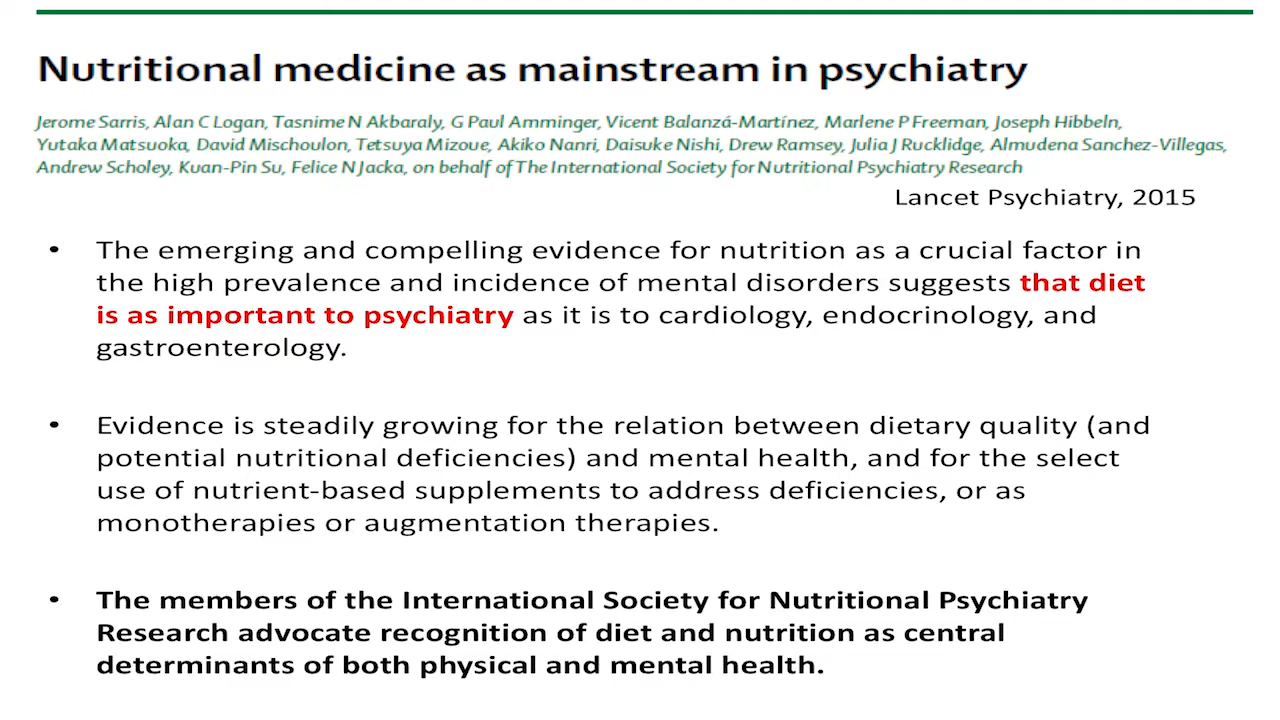 Nutritional medicine as mainstream in psychiatry
Jerome Sarris, Alan C Logan, Tasnime N Akbaraly, G Paul Amminger, Vicent Balanzá-Martínez, Marlene P Freeman, Joseph Hibbeln,
Yutaka Matsuoka, David Mischoulon, Tetsuya Mizoue, Akiko Nanri, Daisuke Nishi, Drew Ramsey, Julia J Rucklidge, Almudena Sanchez-Villegas,
Andrew Scholey, Kuan-Pin Su, Felice N Jacka, on behalf of The International Society for Nutritional Psychiatry Research
Lancet Psychiatry, 2015
• The emerging and compelling evidence for nutrition as a crucial factor in
the high prevalence and incidence of mental disorders suggests that diet
is as important to psychiatry as it is to cardiology, endocrinology, and
gastroenterology.
• Evidence is steadily growing for the relation between dietary quality (and
potential nutritional deficiencies) and mental health, and for the select
use of nutrient-based supplements to address deficiencies, or as
monotherapies or augmentation therapies.
• The members of the International Society for Nutritional Psychiatry
Research advocate recognition of diet and nutrition as central
determinants of both physical and mental health.